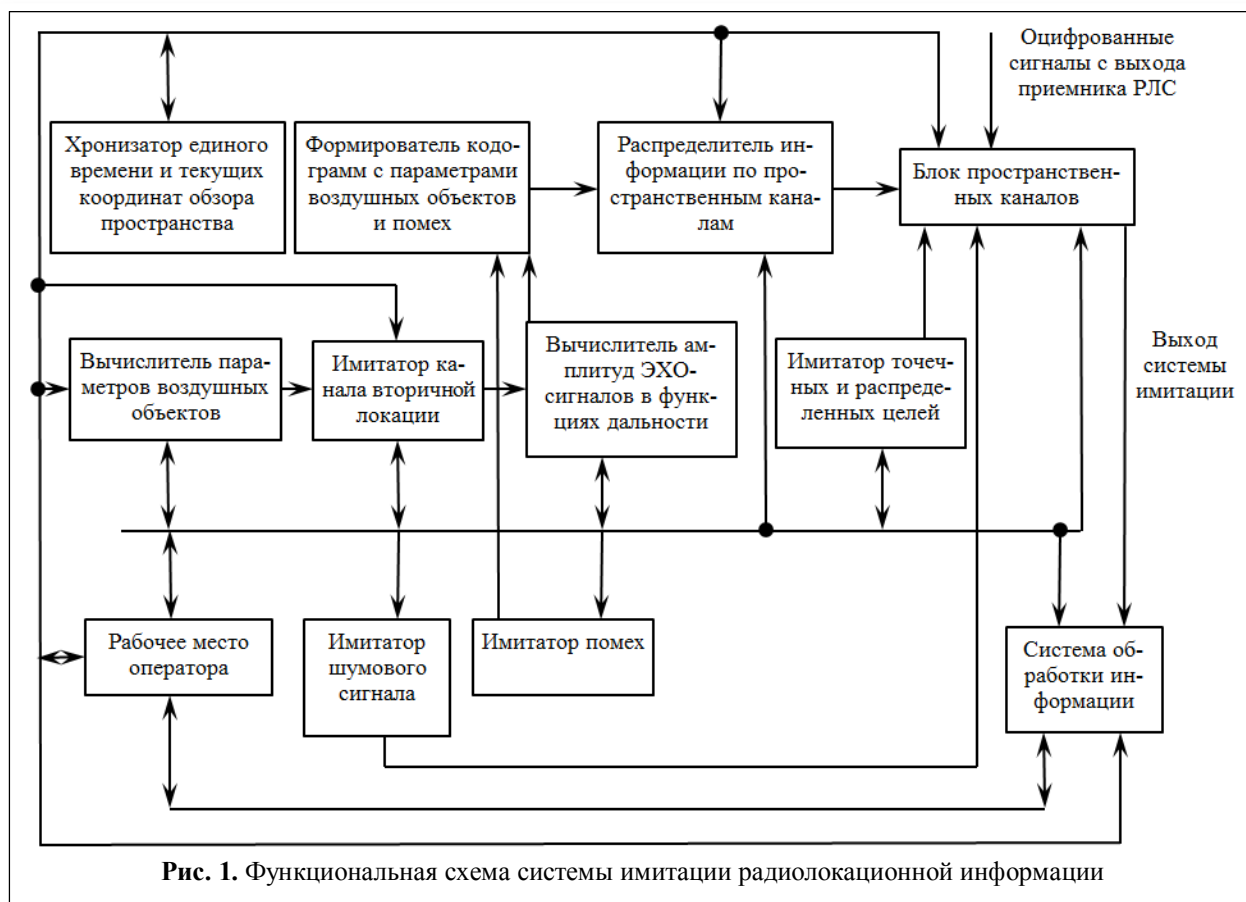 Оцифрованные
сигналы с выхода
приемника РЛС
Хронизатор единого
времени и текущих
координат обзора
пространства
Формирователь кодо-
грамм с параметрами
воздушных объектов
и помех
Распределитель ин-
формации по про-
странственным кана-
лам
Блок пространствен-
ных каналов
Вычислитель пара-
метров воздушных
объектов
Имитатор ка-
нала вторичной
локации
Вычислитель ам-
плитуд ЭХО-
сигналов в функ-
циях дальности
Имитатор точеч-
ных и распреде-
ленных целей
Выход
системы
имитации
Рабочее место
оператора
Имитатор
шумового
сигнала
Имитатор помех
Система об-
работки ин-
формации
Рис. 1. Функциональная схема системы имитации радиолокационной информации